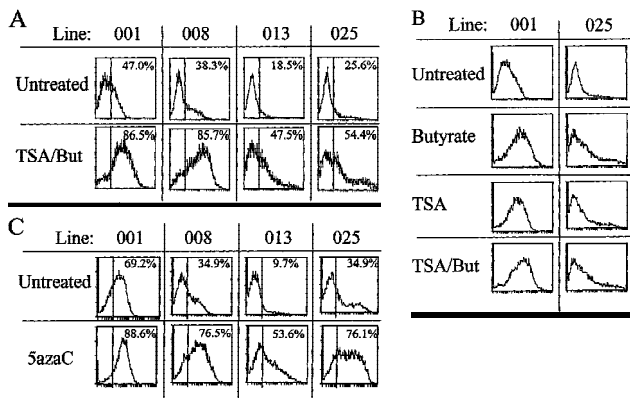 A
Line: 001 008 013 025
Untreated 47.0% 38.3% 18.5% 25.6%
TSA/But 86.5% 85.7% 47.5% 54.4%
C
Line: 001 008 013 025
Untreated 69.2% 34.9% 9.7% 34.9%
5azaC 88.6% 76.5% 53.6% 76.1%
B
Line: 001 025
Untreated
Butyrate
TSA
TSA/But